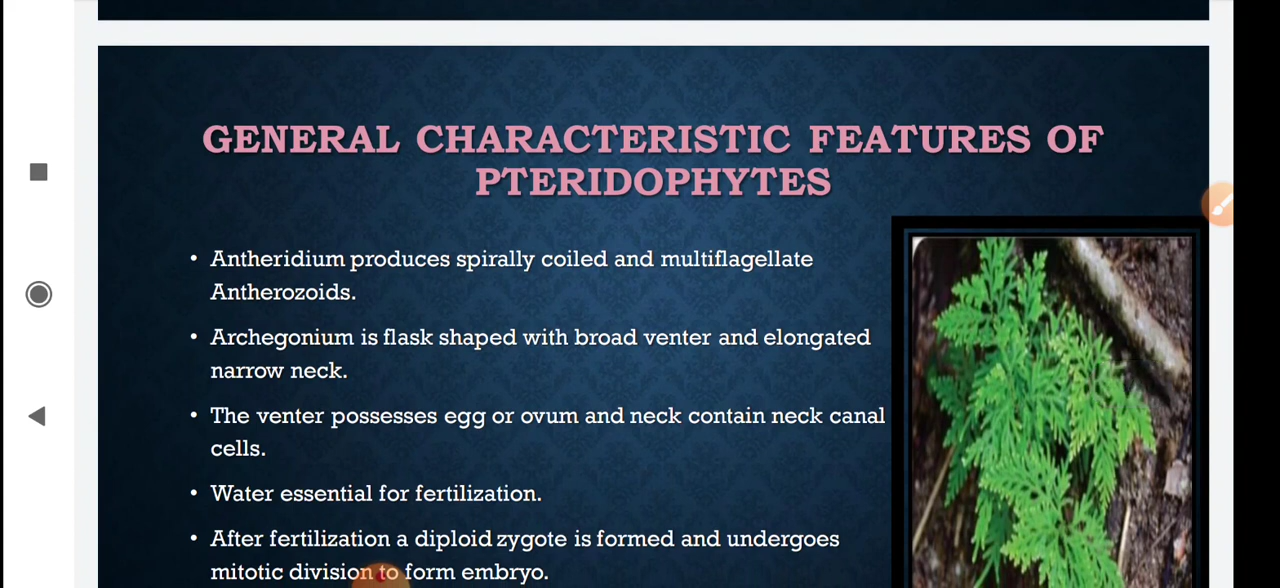 GENERAL CHARACTERISTIC FEATURES OF
PTERIDOPHYTES
• Antheridium produces spirally coiled and multiflagellate
Antherozoids.
• Archegonium is flask shaped with broad venter and elongated
narrow neck.
• The venter possesses egg or ovum and neck contain neck canal
cells.
• Water essential for fertilization.
• After fertilization a diploid zygote is formed and undergoes
mitotic division to form embryo.